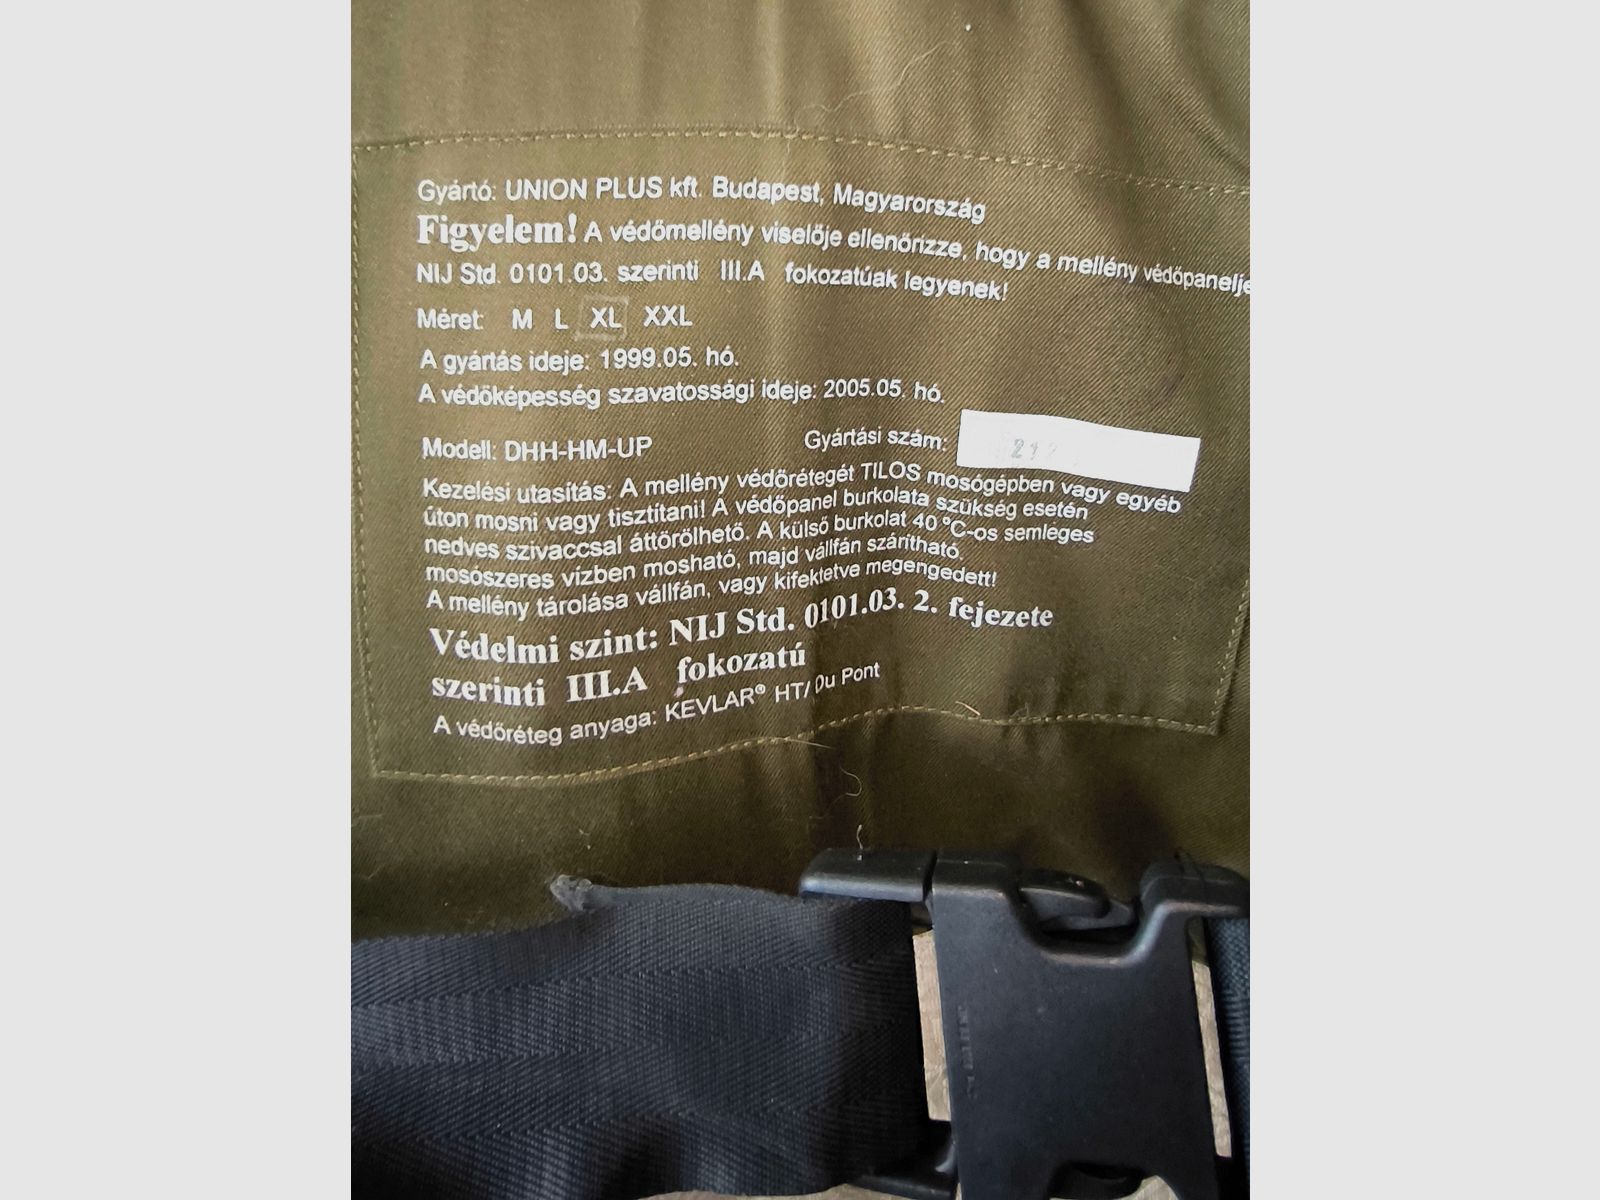 Gyártó: UNION PLUS kft. Budapest, Magyarország
Figyelem! A védőmellény viselője ellenőrizze, hogy a mellény védőpanelje
NIJ Std. 0101.03. szerinti III.A fokozatúak legyenek!
Méret: M L XL XXL
A gyártás ideje: 1999.05. hó.
A védőképesség szavatossági ideje: 2005.05. hó.
Modell: DHH-HM-UP Gyártási szám:
Kezelési utasítás: A mellény védőrétegét TILOS mosógépben vagy egyéb
úton mosni vagy tisztítani! A védőpanel burkolata szükség esetén
nedves szivaccsal áttörölhető. A külső burkolat 40 °C-os semleges
mosószeres vízben mosható, majd vállfán szárítható.
A mellény tárolása vállfán, vagy kifektetve megengedett!
Védelmi szint: NIJ Std. 0101.03. 2. fejezete
szerinti III.A fokozatú
A védőréteg anyaga: KEVLAR® HT/ Du Pont